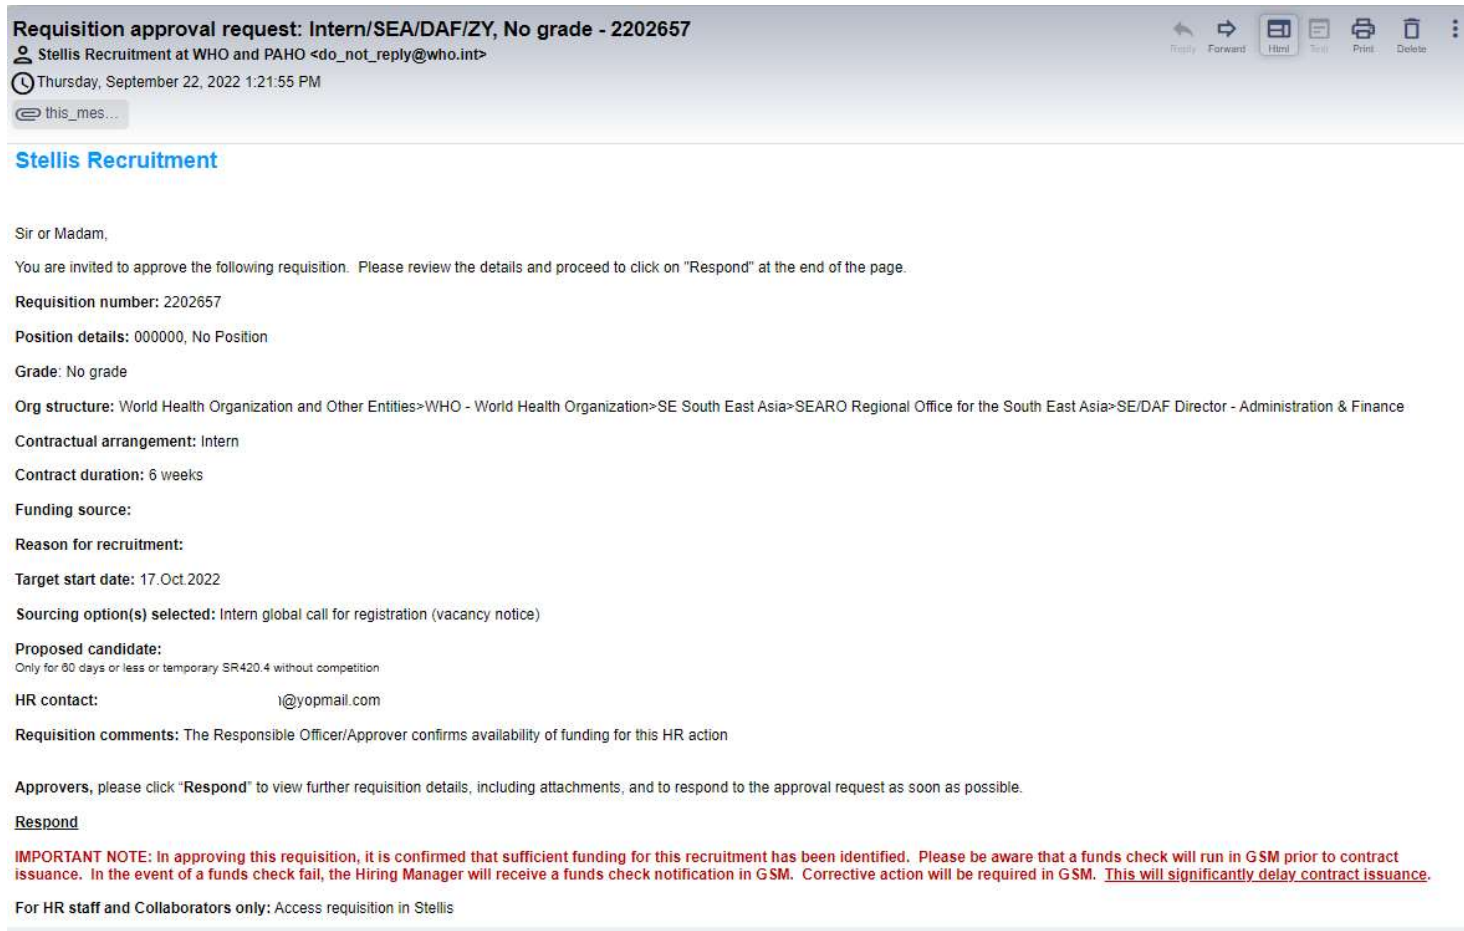 Requisition approval request: Intern/SEA/DAF/ZY, No grade - 2202657
Stellis Recruitment at WHO and PAHO <do_not_reply@who.int>
Thursday, September 22, 2022 1:21:55 PM
this_mes...
Reply Forward Html Text Print Delete
Stellis Recruitment
Sir or Madam,
You are invited to approve the following requisition.  Please review the details and proceed to click on "Respond" at the end of the page.
Requisition number: 2202657
Position details: 000000, No Position
Grade: No grade
Org structure: World Health Organization and Other Entities>WHO - World Health Organization>SE South East Asia>SEARO Regional Office for the South East Asia>SE/DAF Director - Administration & Finance
Contractual arrangement: Intern
Contract duration: 6 weeks
Funding source:
Reason for recruitment:
Target start date: 17.Oct.2022
Sourcing option(s) selected: Intern global call for registration (vacancy notice)
Proposed candidate:
Only for 60 days or less or temporary SR420.4 without competition
HR contact: @yopmail.com
Requisition comments: The Responsible Officer/Approver confirms availability of funding for this HR action
Approvers, please click “Respond” to view further requisition details, including attachments, and to respond to the approval request as soon as possible.
Respond
IMPORTANT NOTE: In approving this requisition, it is confirmed that sufficient funding for this recruitment has been identified.  Please be aware that a funds check will run in GSM prior to contract
issuance.  In the event of a funds check fail, the Hiring Manager will receive a funds check notification in GSM.  Corrective action will be required in GSM.  This will significantly delay contract issuance.
For HR staff and Collaborators only: Access requisition in Stellis